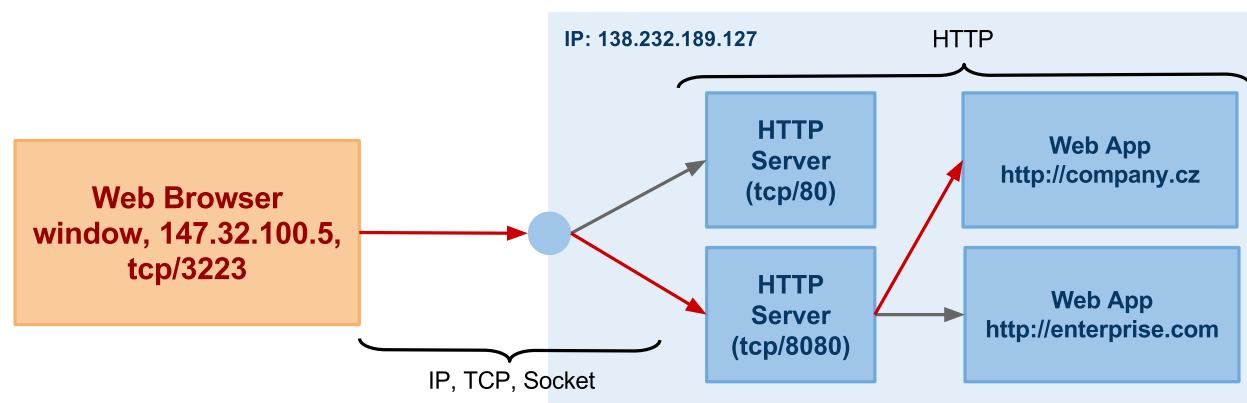 IP: 138.232.189.127
HTTP
HTTP
Server
(tcp/80)
Web App
http://company.cz
Web Browser
window, 147.32.100.5,
tcp/3223
HTTP
Server
(tcp/8080)
Web App
http://enterprise.com
IP, TCP, Socket